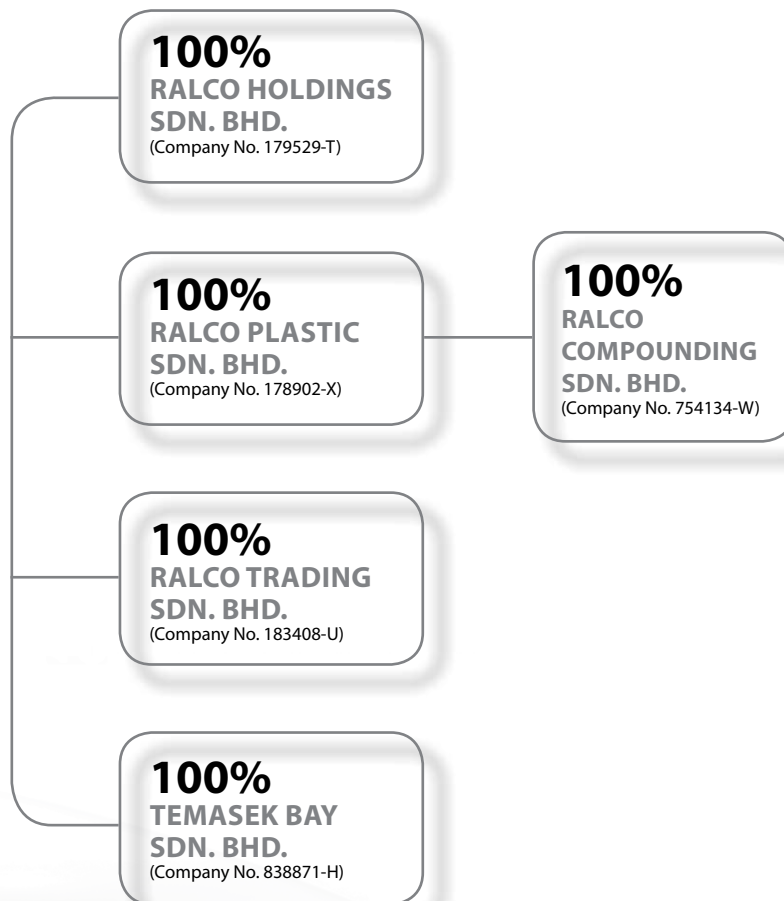 100%
RALCO HOLDINGS
SDN. BHD.
(Company No. 179529-T)
100%
RALCO PLASTIC
SDN. BHD.
(Company No. 178902-X)
100%
RALCO
COMPOUNDING
SDN. BHD.
(Company No. 754134-W)
100%
RALCO TRADING
SDN. BHD.
(Company No. 183408-U)
100%
TEMASEK BAY
SDN. BHD.
(Company No. 838871-H)